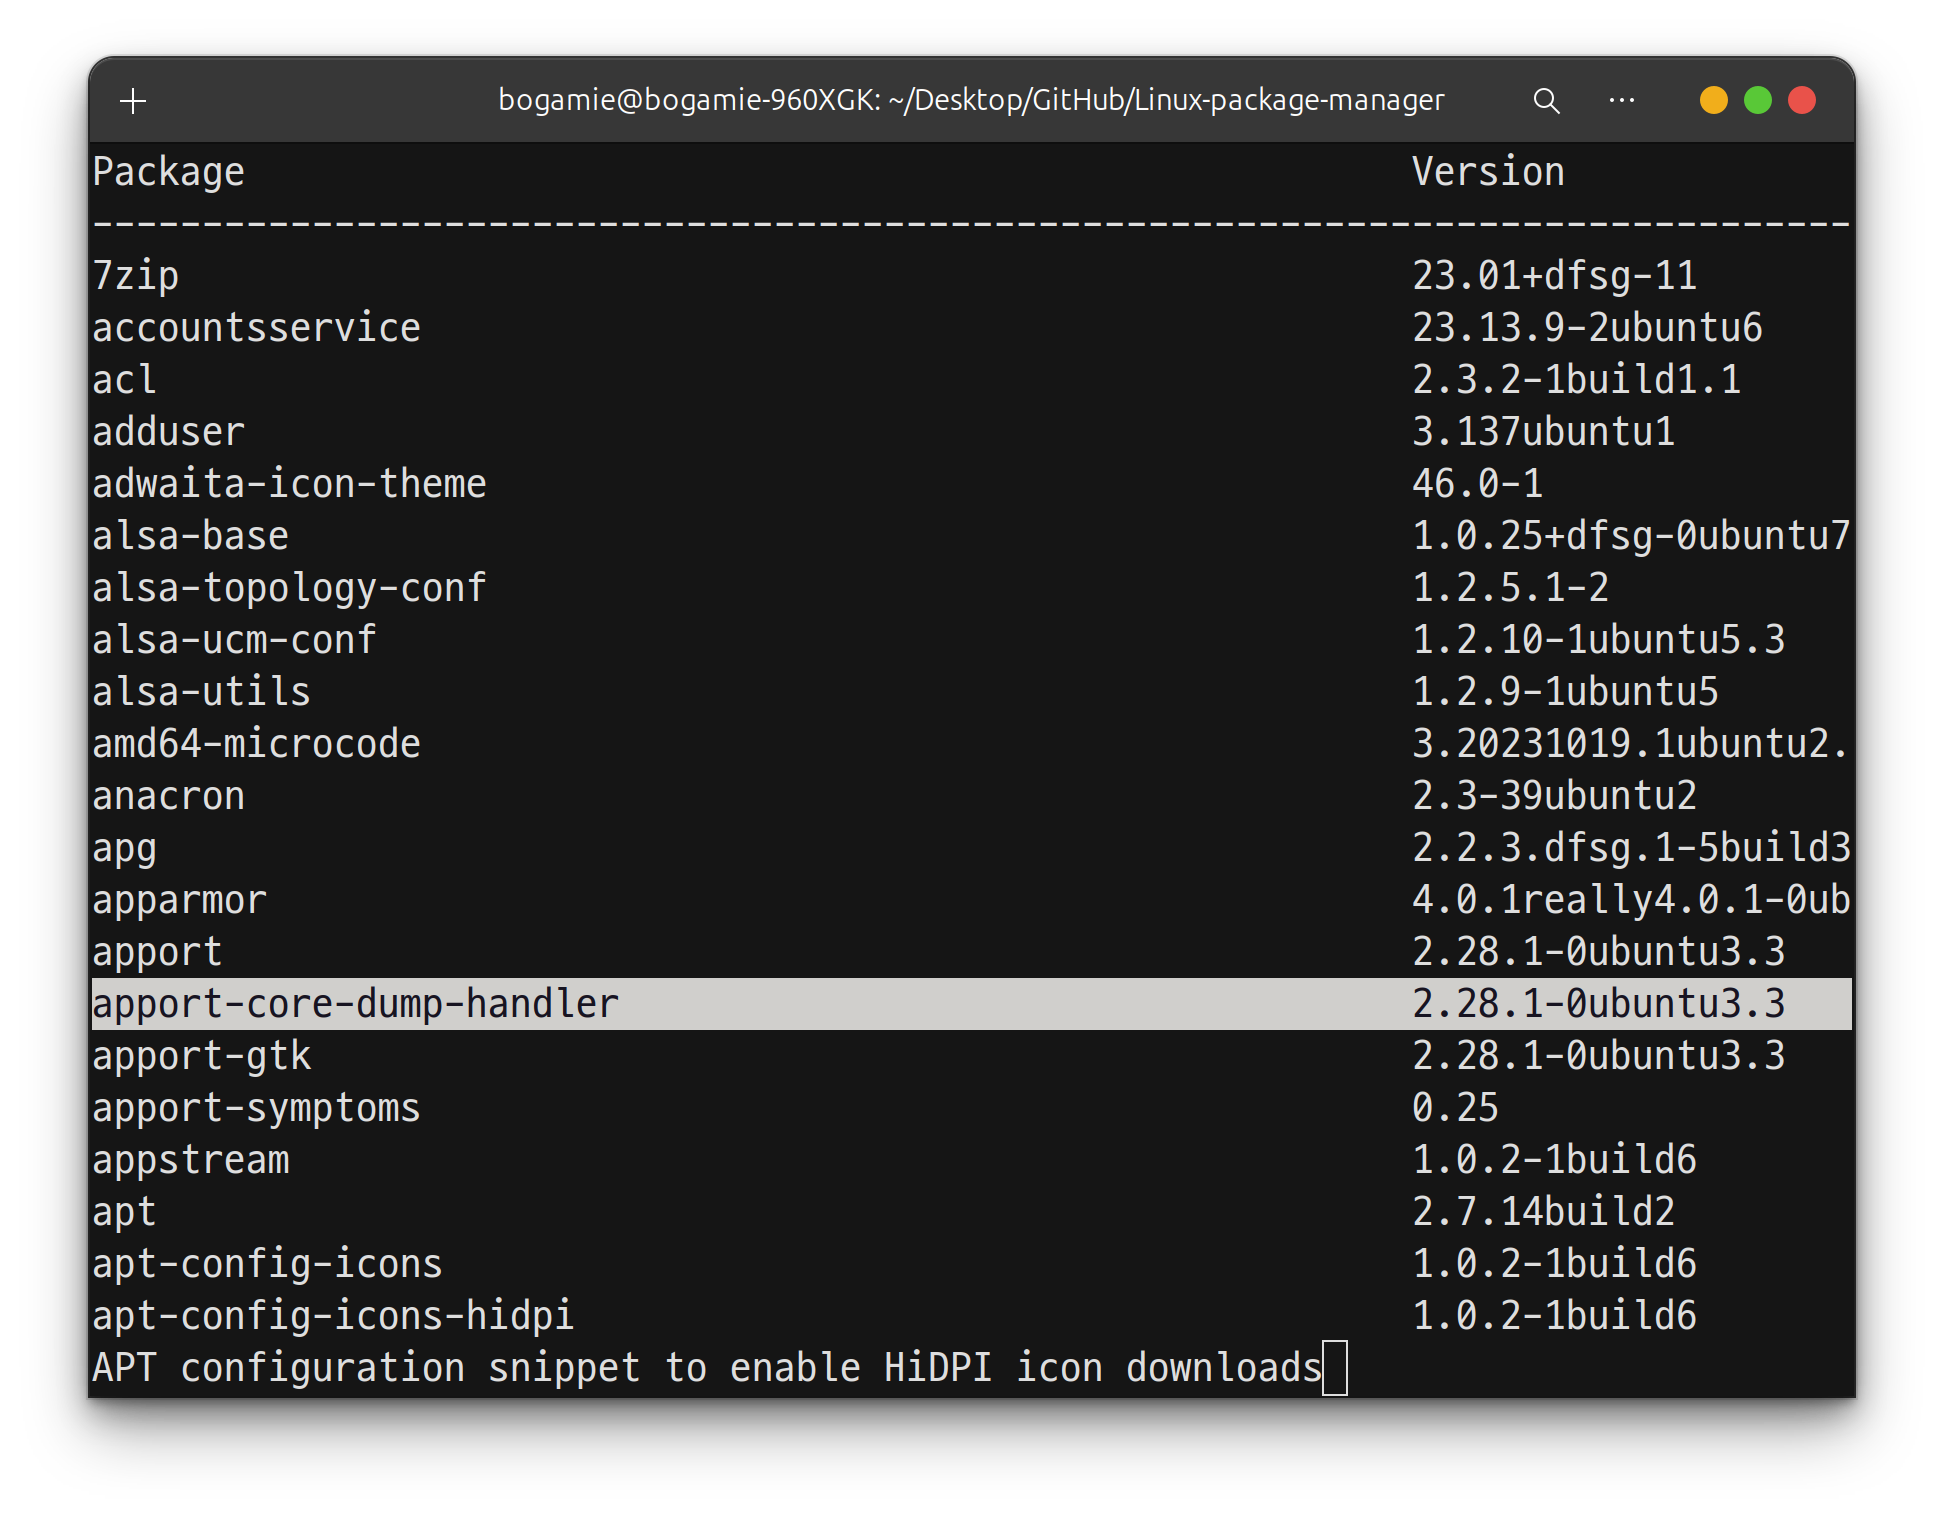 bogamie@bogamie-960XGK: ~/Desktop/GitHub/Linux-package-manager
Package Version
--------------------------------------------------------------------------------
7zip 23.01+dfsg-11
accountsservice 23.13.9-2ubuntu6
acl 2.3.2-1build1.1
adduser 3.137ubuntu1
adwaita-icon-theme 46.0-1
alsa-base 1.0.25+dfsg-0ubuntu7
alsa-topology-conf 1.2.5.1-2
alsa-ucm-conf 1.2.10-1ubuntu5.3
alsa-utils 1.2.9-1ubuntu5
amd64-microcode 3.20231019.1ubuntu2.
anacron 2.3-39ubuntu2
apg 2.2.3.dfsg.1-5build3
apparmor 4.0.1really4.0.1-0ub
apport 2.28.1-0ubuntu3.3
apport-core-dump-handler 2.28.1-0ubuntu3.3
apport-gtk 2.28.1-0ubuntu3.3
apport-symptoms 0.25
appstream 1.0.2-1build6
apt 2.7.14build2
apt-config-icons 1.0.2-1build6
apt-config-icons-hidpi 1.0.2-1build6
APT configuration snippet to enable HiDPI icon downloads